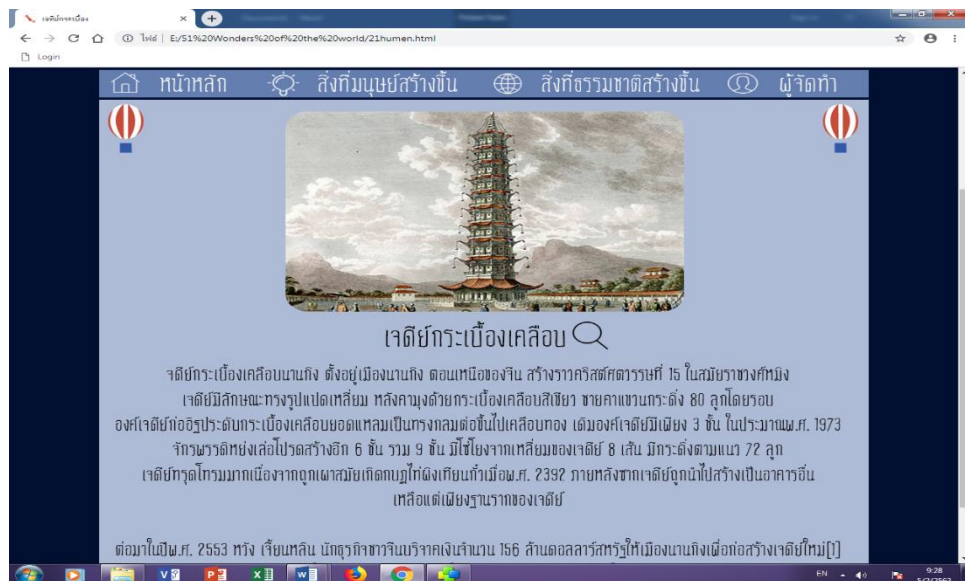 เจดีย์กระเบื้อง
ไฟล์ | E:/51%20Wonders%20of%20the%20world/21humen.html
Login
หน้าหลัก สิ่งที่มนุษย์สร้างขึ้น สิ่งที่ธรรมชาติสร้างขึ้น ผู้จัดทำ
เจดีย์กระเบื้องเคลือบ
จดีย์กระเบื้องเคลือบนานกิง ตั้งอยู่เมืองนานกิง ตอนเหนือของจีน สร้างราวคริสต์ศตวรรษที่ 15 ในสมัยราชวงศ์หมิง
เจดีย์มีลักษณะทรงรูปแปดเหลี่ยม หลังคามุงด้วยกระเบื้องเคลือบสีเขียว ชายคาแขวนกระดิ่ง 80 ลูกโดยรอบ
องค์เจดีย์ก่ออิฐประดับกระเบื้องเคลือบยอดแหลมเป็นทรงกลมต่อขึ้นไปเคลือบทอง เดิมองค์เจดีย์มีเพียง 3 ชั้น ในประมาณพ.ศ. 1973
จักรพรรดิหย่งเล่อโปรดสร้างอีก 6 ชั้น รวม 9 ชั้น มีโซ่โยงจากเหลี่ยมของเจดีย์ 8 เส้น มีกระดิ่งตามแนว 72 ลูก
เจดีย์ทรุดโทรมมากเนื่องจากถูกเผาสมัยเกิดกบฏไท่ผิงเทียนกั๋วเมื่อพ.ศ. 2392 ภายหลังซากเจดีย์ถูกนำไปสร้างเป็นอาคารอื่น
เหลือแต่เพียงฐานรากของเจดีย์
ต่อมาในปีพ.ศ. 2553 หวัง เจี้ยนหลิน นักธุรกิจชาวจีนบริจาคเงินจำนวน 156 ล้านดอลลาร์สหรัฐให้เมืองนานกิงเพื่อก่อสร้างเจดีย์ใหม่[1]
EN
9:28
5/2/2563